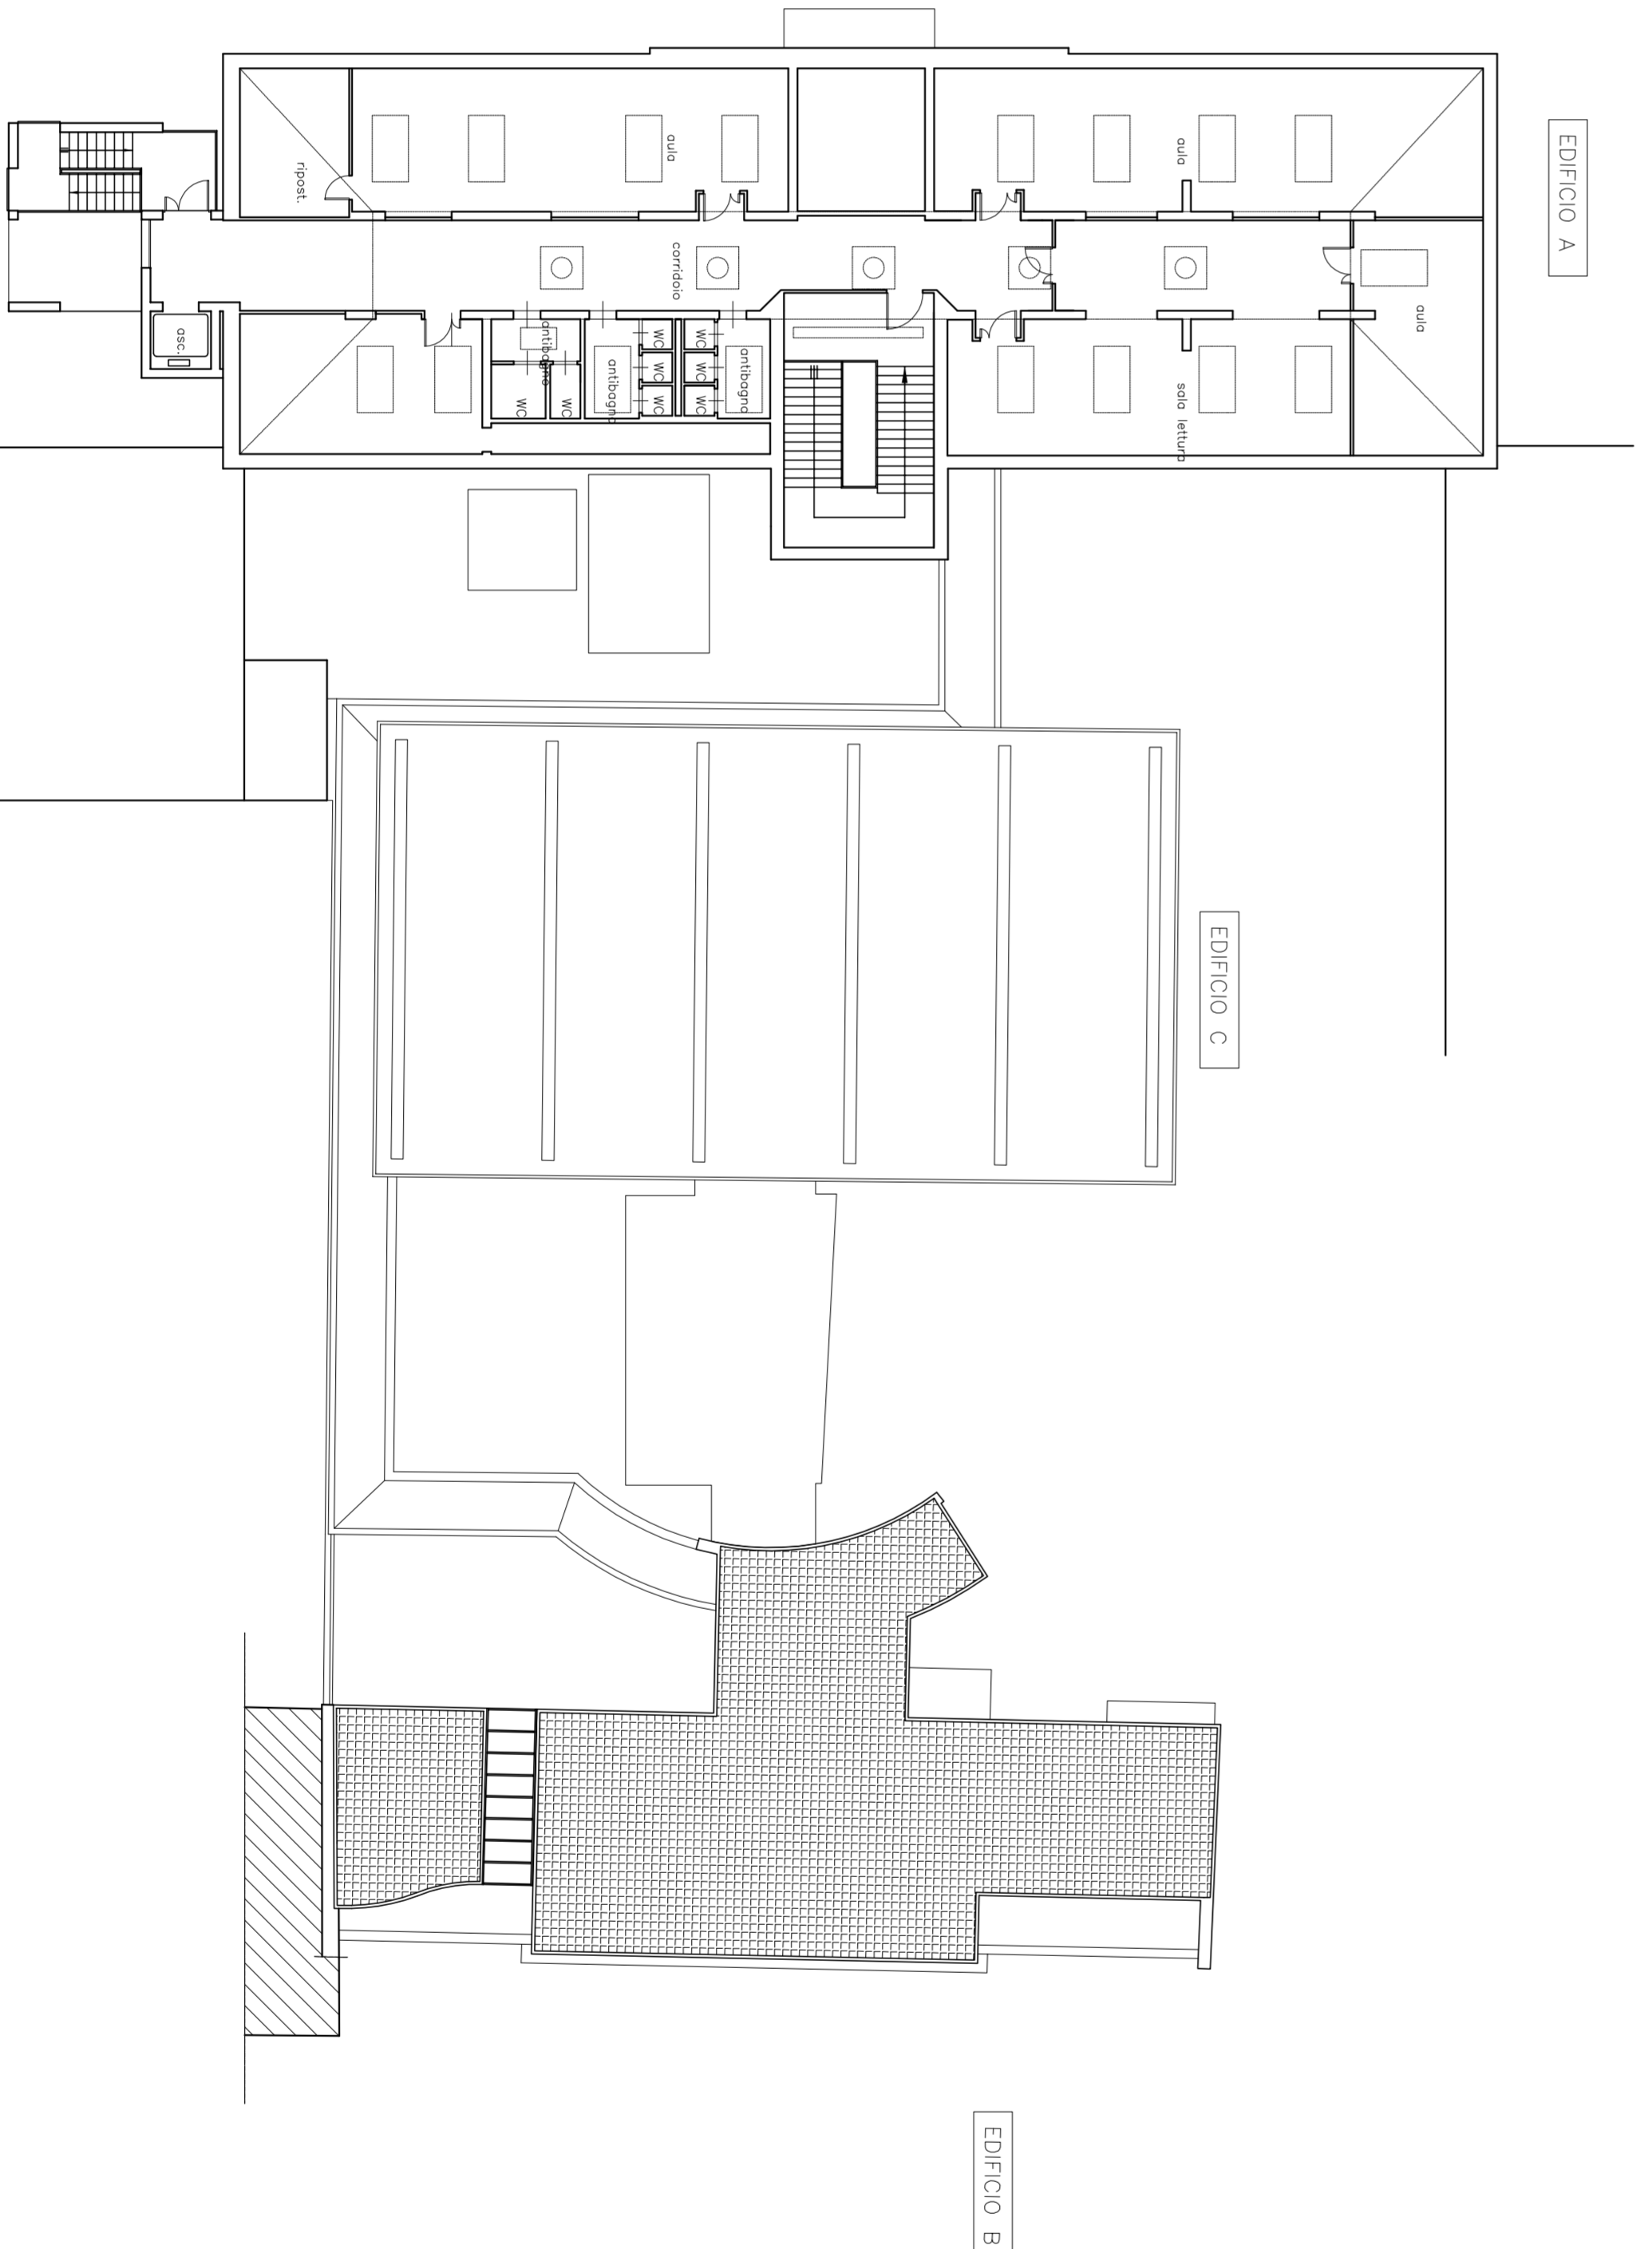 EDIFICIO A
aula
aula
ripost.
corridoio
aula
asc.
antibagno
WC
WC
antibagno
WC
WC
WC
WC
WC
WC
antibagno
sala lettura
EDIFICIO C
EDIFICIO B